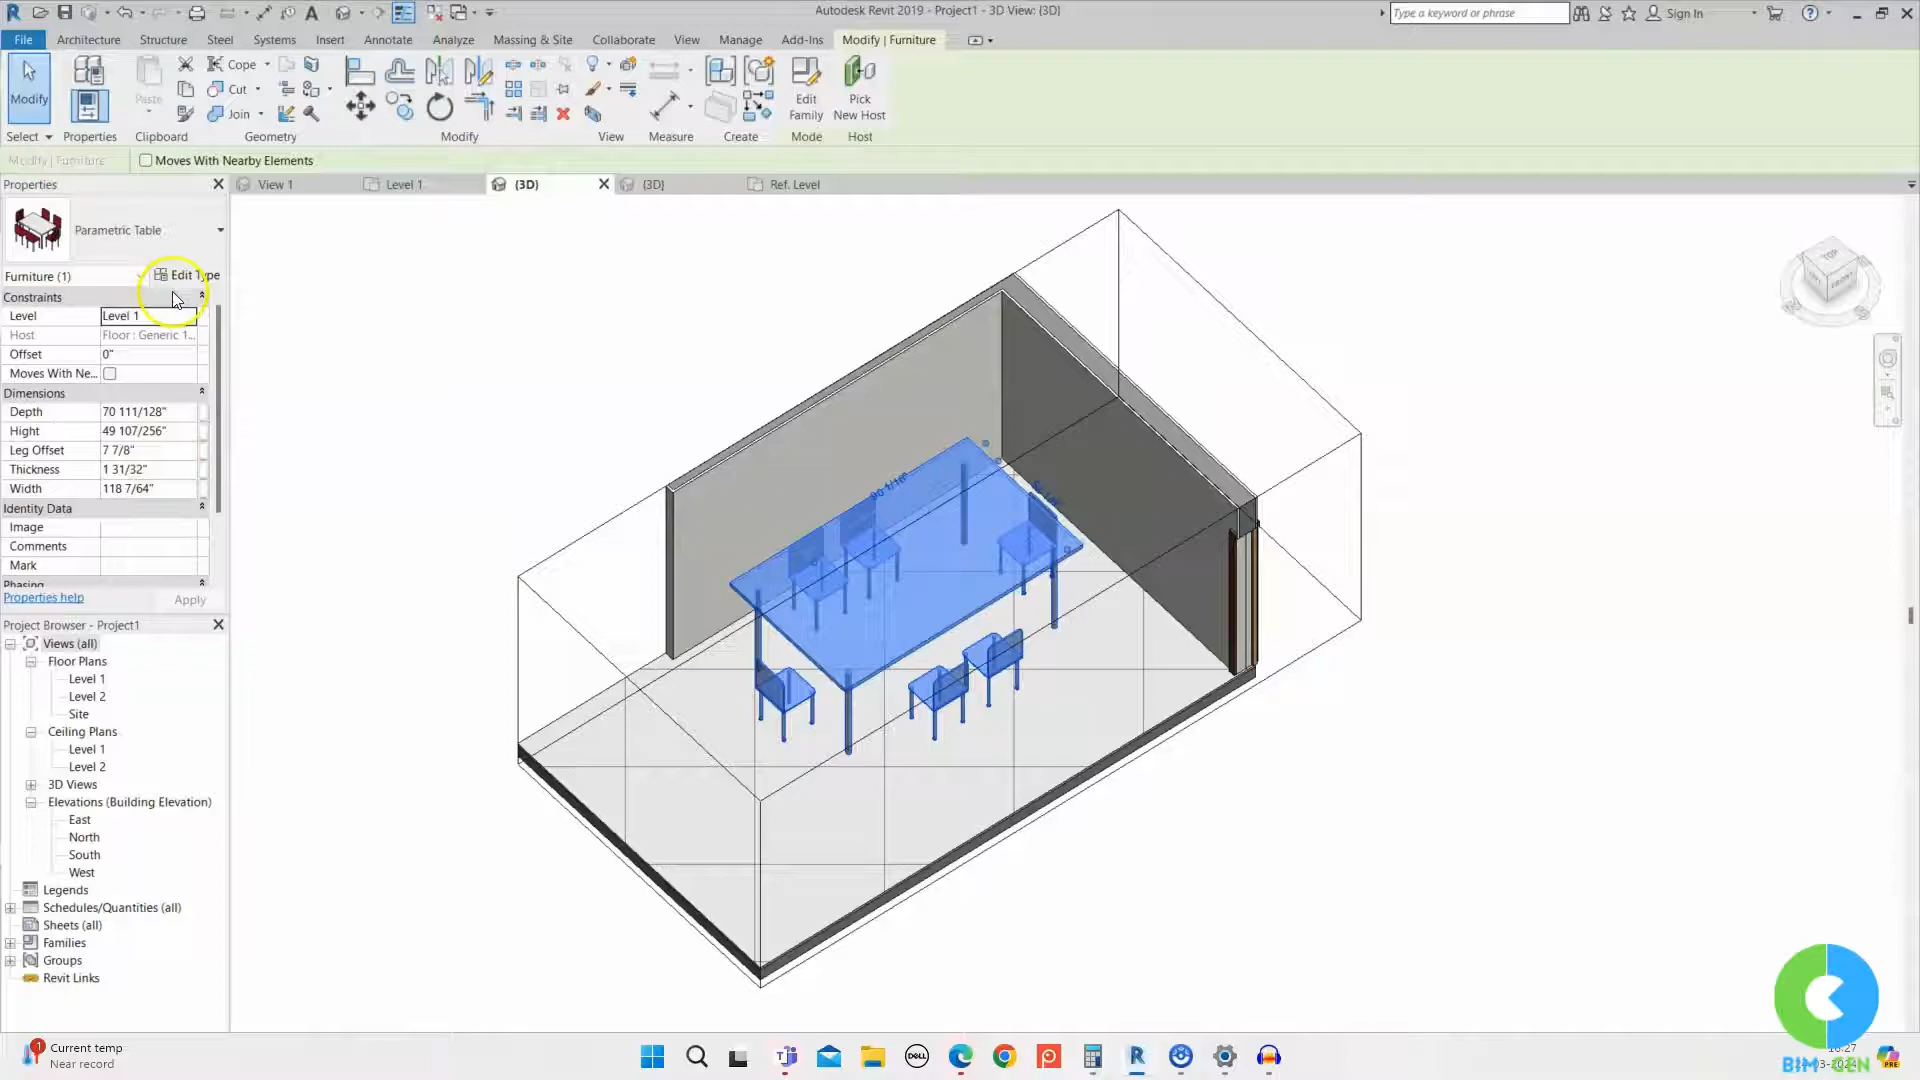 Autodesk Revit 2019 - Project1 - 3D View: {3D}
Type a keyword or phrase
Sign In
File Architecture Structure Steel Systems Insert Annotate Analyze Massing & Site Collaborate View Manage Add-Ins Modify | Furniture
Modify
Paste
Cope
Cut
Join
Edit Family
Pick New Host
Select Properties Clipboard Geometry Modify View Measure Create Mode Host
Modify | Furniture
Moves With Nearby Elements
Properties
View 1
Level 1
{3D}
{3D}
Ref. Level
Parametric Table
Furniture (1)
Edit Type
Constraints
Level Level 1
Host Floor : Generic 1...
Offset 0"
Moves With Ne...
Dimensions
Depth 70 111/128"
Hight 49 107/256"
Leg Offset 7 7/8"
Thickness 1 31/32"
Width 118 7/64"
Identity Data
Image
Comments
Mark
Phasing
Properties help
Apply
Project Browser - Project1
Views (all)
Floor Plans
Level 1
Level 2
Site
Ceiling Plans
Level 1
Level 2
3D Views
Elevations (Building Elevation)
East
North
South
West
Legends
Schedules/Quantities (all)
Sheets (all)
Families
Groups
Revit Links
TOP
FRONT
1
Current temp
Near record
DELL
PRE
BIM-GEN